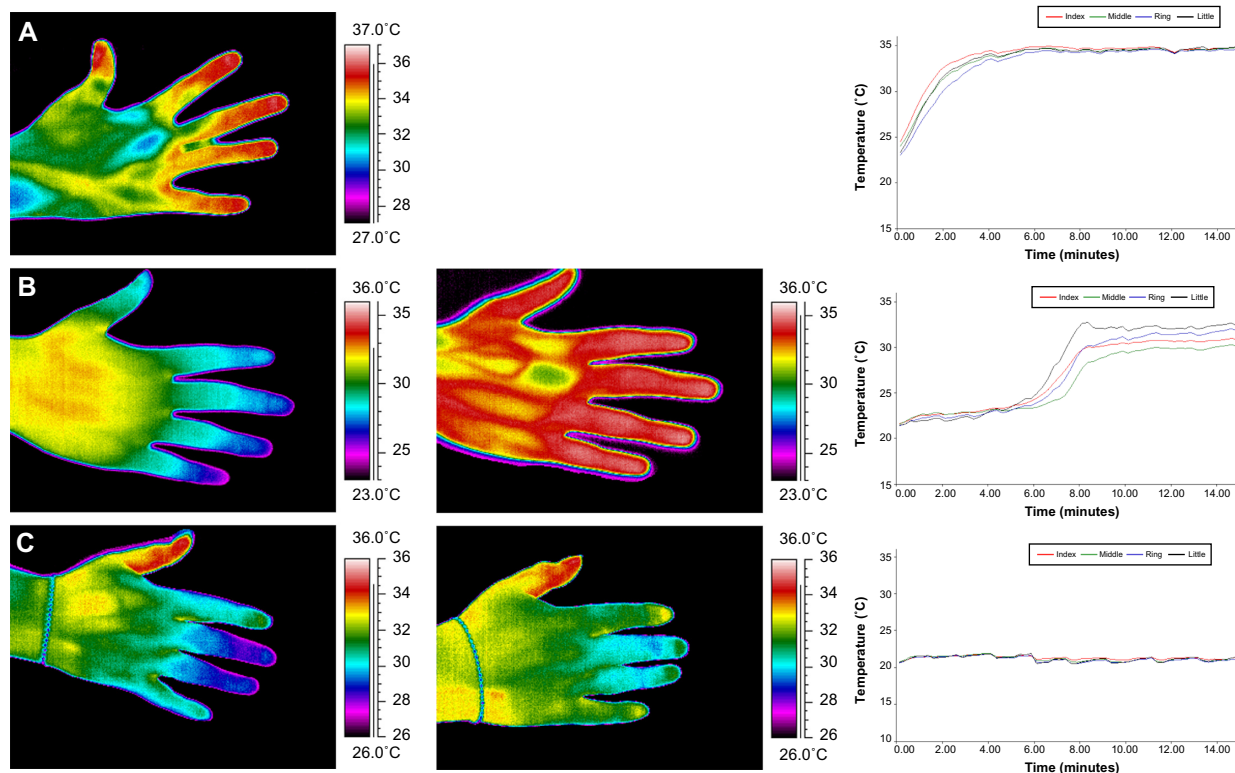 A
37.0˚C
36
34
32
30
28
27.0˚C
Index Middle Ring Little
35
30
25
20
15
Temperature (˚C)
0.00 2.00 4.00 6.00 8.00 10.00 12.00 14.00
Time (minutes)
B
36.0˚C
35
30
25
23.0˚C
36.0˚C
35
30
25
23.0˚C
Index Middle Ring Little
35
30
25
20
15
Temperature (˚C)
0.00 2.00 4.00 6.00 8.00 10.00 12.00 14.00
Time (minutes)
C
36.0˚C
36
34
32
30
28
26
26.0˚C
36.0˚C
36
34
32
30
28
26
26.0˚C
Index Middle Ring Little
35
30
25
20
15
10
Temperature (˚C)
0.00 2.00 4.00 6.00 8.00 10.00 12.00 14.00
Time (minutes)